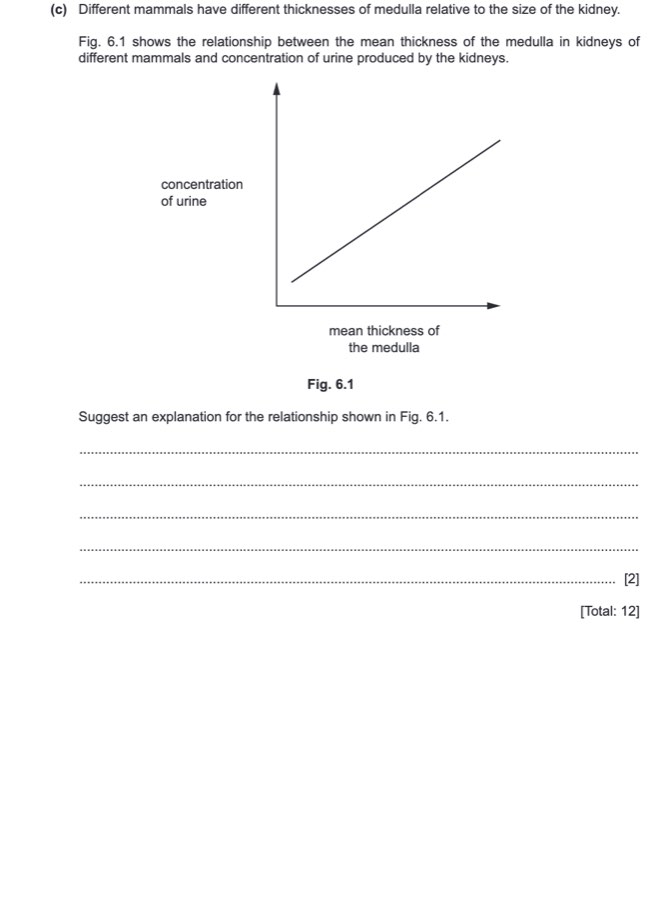 (c) Different mammals have different thicknesses of medulla relative to the size of the kidney.
Fig. 6.1 shows the relationship between the mean thickness of the medulla in kidneys of
different mammals and concentration of urine produced by the kidneys.
concentration
of urine
mean thickness of
the medulla
Fig. 6.1
Suggest an explanation for the relationship shown in Fig. 6.1.
[2]
[Total: 12]